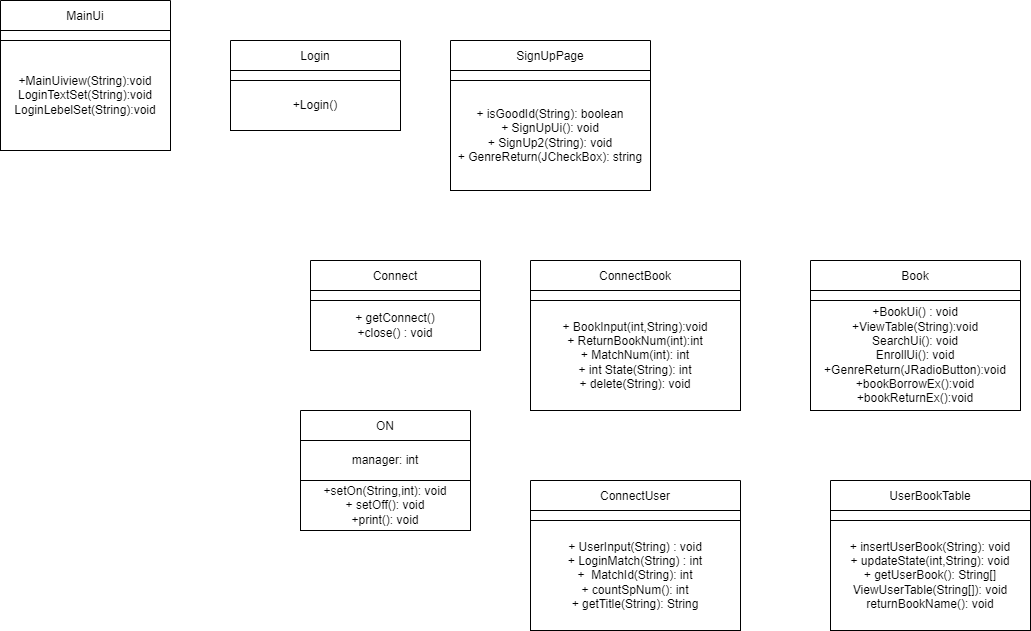 MainUi
+MainUiview(String):void
LoginTextSet(String):void
LoginLebelSet(String):void
Login
+Login()
SignUpPage
+ isGoodId(String): boolean
+ SignUpUi(): void
+ SignUp2(String): void
+ GenreReturn(JCheckBox): string
Connect
+ getConnect()
+close() : void
ConnectBook
+ BookInput(int,String):void
+ ReturnBookNum(int):int
+ MatchNum(int): int
+ int State(String): int
+ delete(String): void
Book
+BookUi() : void
+ViewTable(String):void
SearchUi(): void
EnrollUi(): void
+GenreReturn(JRadioButton):void
+bookBorrowEx():void
+bookReturnEx():void
ON
manager: int
+setOn(String,int): void
+ setOff(): void
+print(): void
ConnectUser
+ UserInput(String) : void
+ LoginMatch(String) : int
+ MatchId(String): int
+ countSpNum(): int
+ getTitle(String): String
UserBookTable
+ insertUserBook(String): void
+ updateState(int,String): void
+ getUserBook(): String[]
ViewUserTable(String[]): void
returnBookName(): void